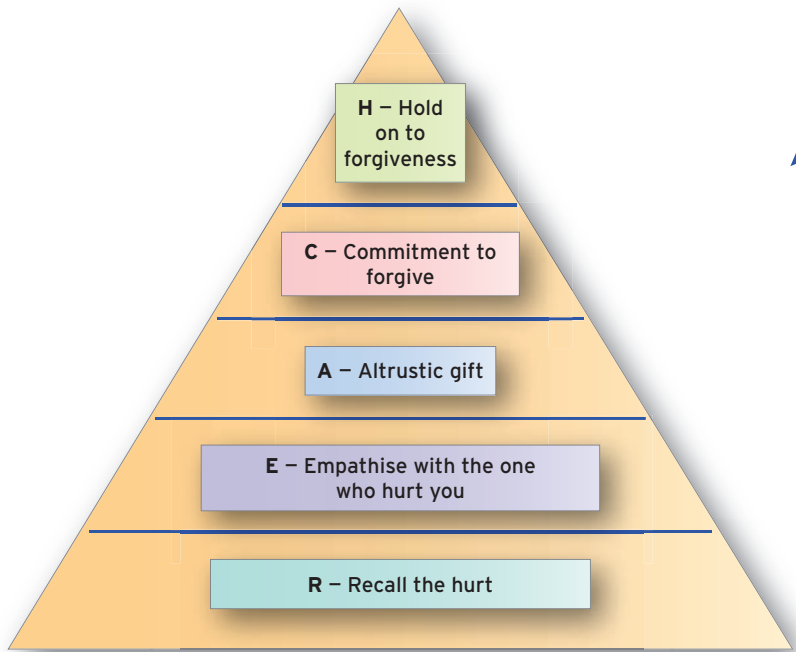 H – Hold
on to
forgiveness
C – Commitment to
forgive
A – Altrustic gift
E – Empathise with the one
who hurt you
R – Recall the hurt